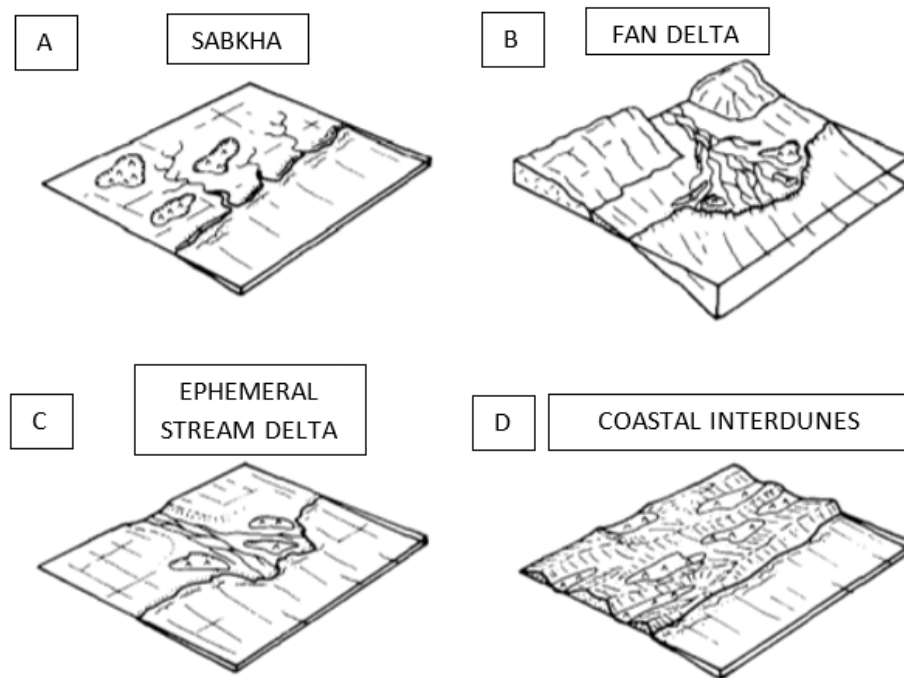 A
SABKHA
B
FAN DELTA
C
EPHEMERAL
STREAM DELTA
D
COASTAL INTERDUNES